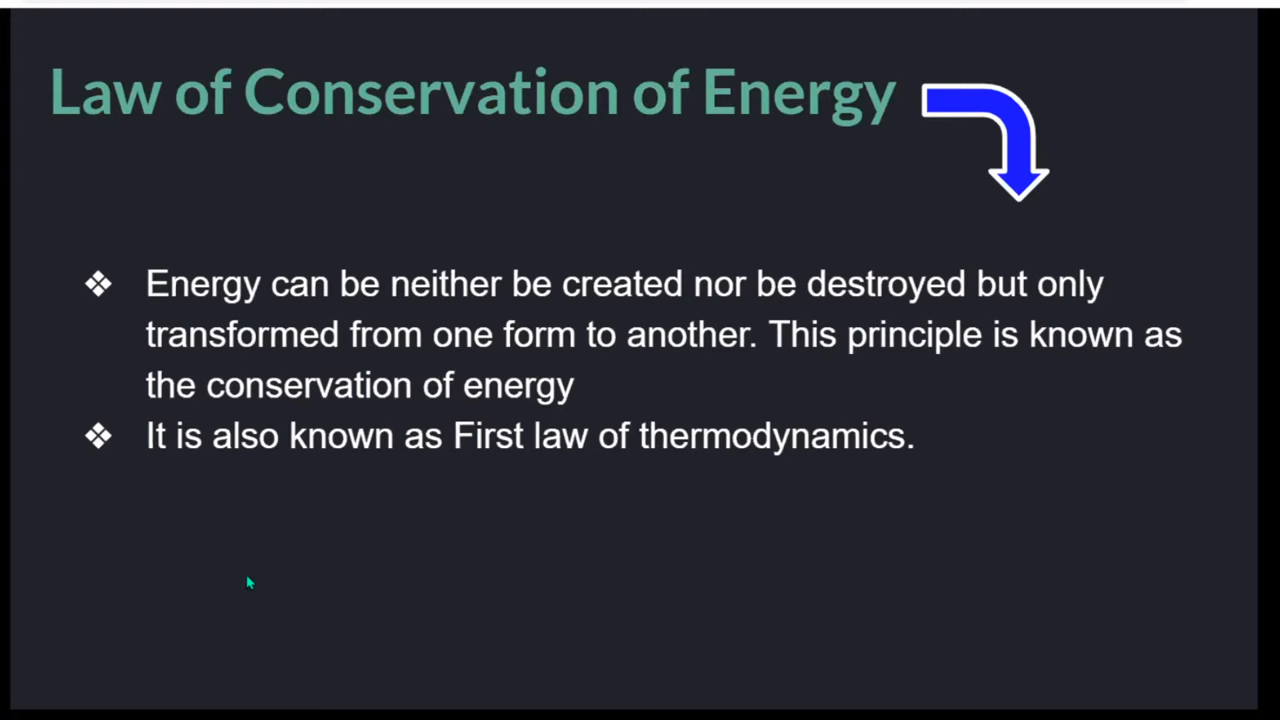 Law of Conservation of Energy
❖ Energy can be neither be created nor be destroyed but only
transformed from one form to another. This principle is known as
the conservation of energy
❖ It is also known as First law of thermodynamics.